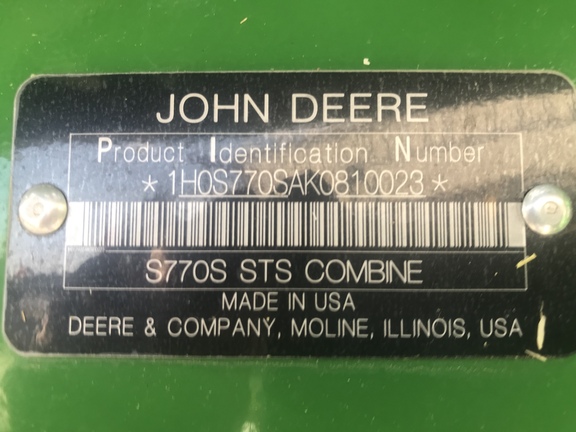 JOHN DEERE
Product Identification Number
*1H0S770SAK0810023*
S770S STS COMBINE
MADE IN USA
DEERE & COMPANY, MOLINE, ILLINOIS, USA